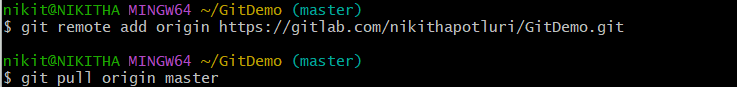 nikit@NIKITHA MINGW64 ~/GitDemo (master)
$ git remote add origin https://gitlab.com/nikithapotluri/GitDemo.git
nikit@NIKITHA MINGW64 ~/GitDemo (master)
$ git pull origin master